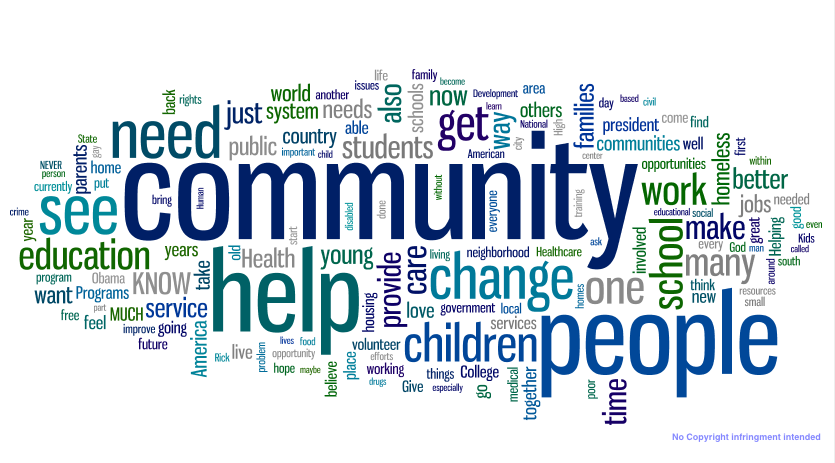 life
family
become
issues
back
rights
world
another
also
schools
now
Development
area
families
day
based
civil
just
system
needs
learn
others
need
country
able
get
way
National
High
president
come
find
public
important
child
students
American
city
communities
well
center
State
gay
parents
NEVER
person
home
currently
put
community
opportunities
homeless
first
within
better
see
bring
Human
disabled
done
without
everyone
training
work
jobs
needed
crime
year
educational
social
make
great
Helping
good
even
education
years
old
Health
start
young
care
living
neighborhood
Healthcare
ask
involved
school
every
God
man
Kids
called
program
Obama
KNOW
take
help
provide
change
one
many
around
south
want
Programs
homes
think
new
resources
small
free
feel
part
MUCH
service
housing
love
government
local
people
improve
going
America
services
future
Rick
live
problem
lives
food
opportunity
volunteer
children
hope
maybe
believe
place
efforts
working
drugs
Give
things
especially
College
go
medical
together
poor
time
No Copyright infringment intended